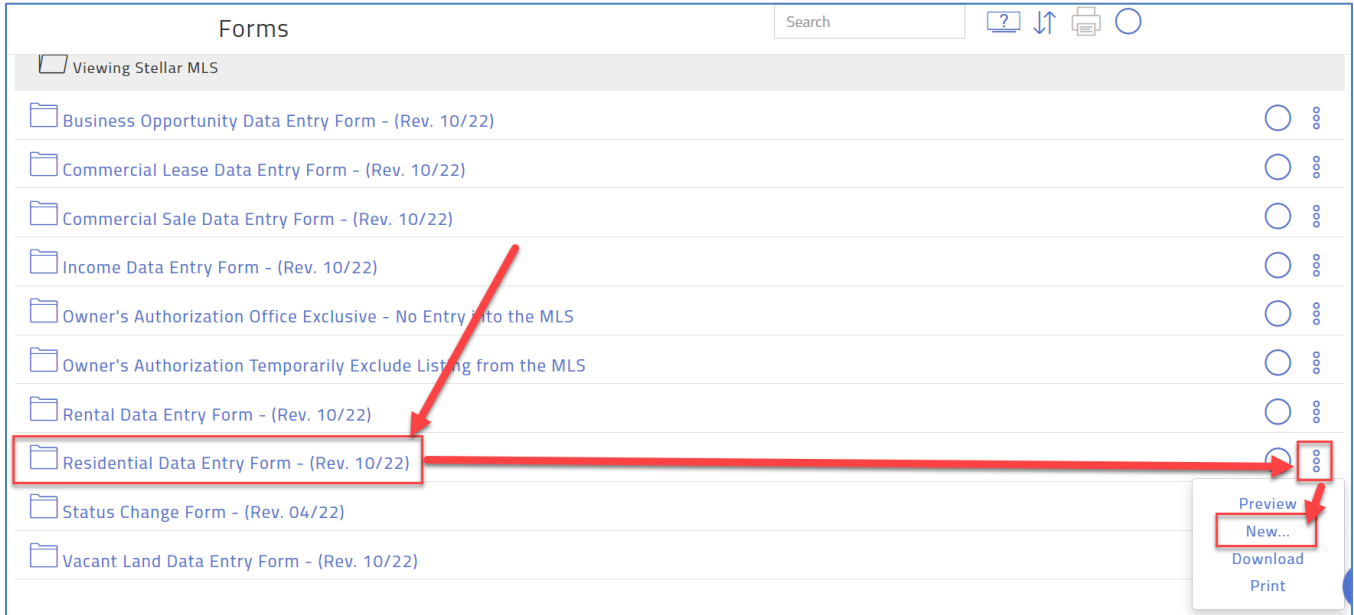 Forms
Search
?
Viewing Stellar MLS
Business Opportunity Data Entry Form - (Rev. 10/22)
Commercial Lease Data Entry Form - (Rev. 10/22)
Commercial Sale Data Entry Form - (Rev. 10/22)
Income Data Entry Form - (Rev. 10/22)
Owner's Authorization Office Exclusive - No Entry into the MLS
Owner's Authorization Temporarily Exclude Listing from the MLS
Rental Data Entry Form - (Rev. 10/22)
Residential Data Entry Form - (Rev. 10/22)
Status Change Form - (Rev. 04/22)
Vacant Land Data Entry Form - (Rev. 10/22)
Preview
New...
Download
Print